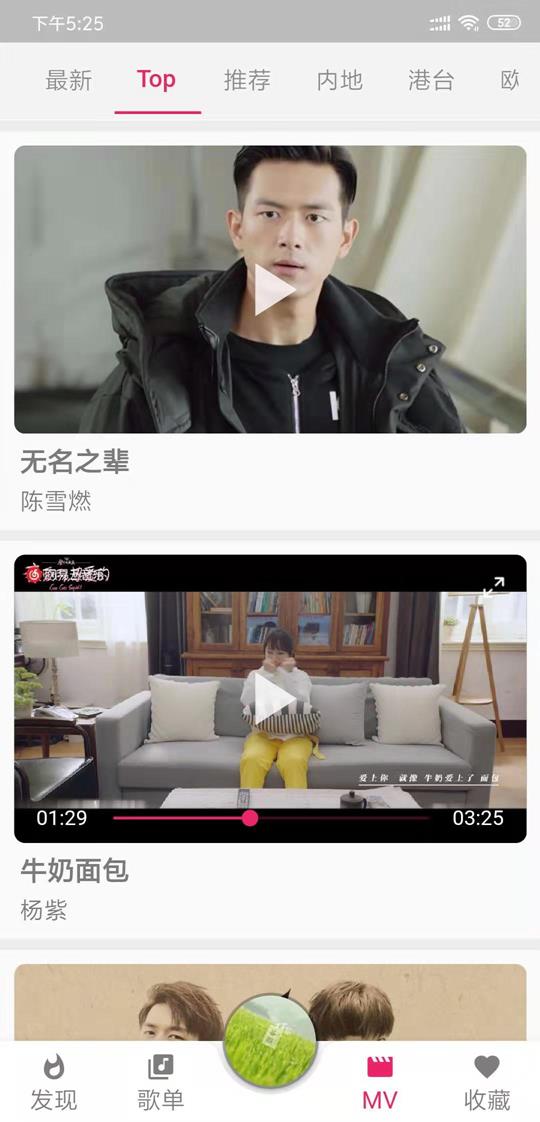 下午5:25
52
最新
Top
推荐
内地
港台
欧
无名之辈
陈雪燃
爱上你 就像 牛奶爱上了 面包
01:29
03:25
牛奶面包
杨紫
发现
歌单
MV
收藏